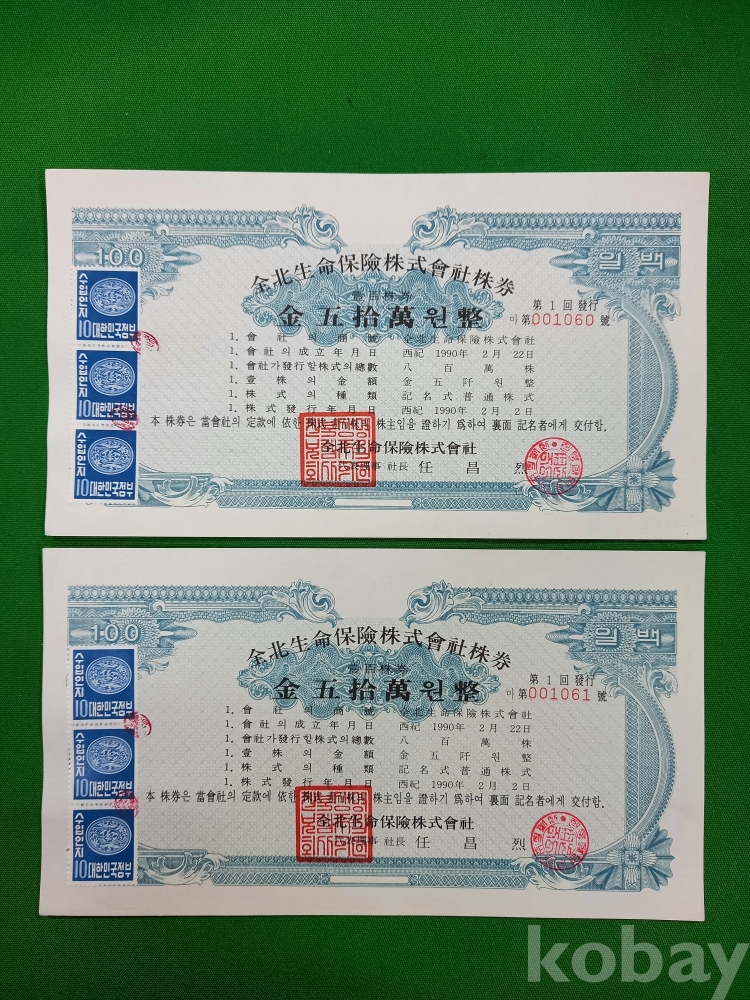 100
일백
全北生命保險株式會社株券
壹百株券
金五拾萬원整
第1回發行
마第001060號
1. 會社의商號 全北生命保險株式會社
1. 會社의成立年月日 西紀 1990年 2月 22日
1. 會社가發行할株式의總數 八百萬株
1. 壹株의金額 金五阡원整
1. 株式의種類 記名式普通株式
1. 株式發行年月日 西紀 1990年 2月 2日
本株券은當會社의定款에依한 株主임을證하기爲하여裏面記名者에게交付함.
全北生命保險株式會社
社長 任昌烈
수입인지
10대한민국정부
수입인지
10대한민국정부
수입인지
10대한민국정부
100
일백
全北生命保險株式會社株券
壹百株券
金五拾萬원整
第1回發行
마第001061號
1. 會社의商號 全北生命保險株式會社
1. 會社의成立年月日 西紀 1990年 2月 22日
1. 會社가發行할株式의總數 八百萬株
1. 壹株의金額 金五阡원整
1. 株式의種類 記名式普通株式
1. 株式發行年月日 西紀 1990年 2月 2日
本株券은當會社의定款에依한 株主임을證하기爲하여裏面記名者에게交付함.
全北生命保險株式會社
社長 任昌烈
수입인지
10대한민국정부
수입인지
10대한민국정부
수입인지
10대한민국정부
kobay